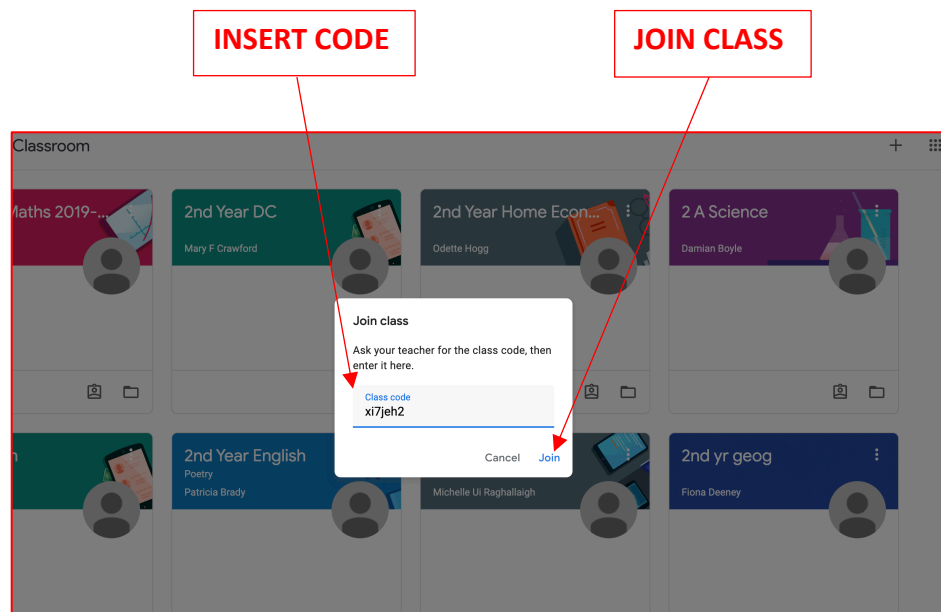 INSERT CODE
JOIN CLASS
Classroom
Maths 2019-...
2nd Year DC
Mary F Crawford
2nd Year Home Econ...
Odette Hogg
2 A Science
Damian Boyle
Join class
Ask your teacher for the class code, then
enter it here.
Class code
xi7jeh2
Cancel Join
2nd Year English
Poetry
Patricia Brady
Michelle Ui Raghallaigh
2nd yr geog
Fiona Deeney